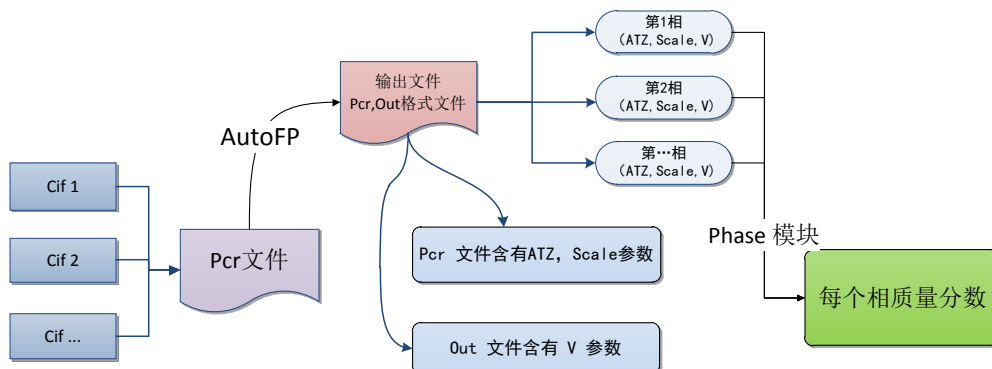 Cif 1
Cif 2
Cif ...
Pcr文件
AutoFP
输出文件
Pcr,Out格式文件
第1相
(ATZ,Scale,V)
第2相
(ATZ,Scale,V)
第…相
(ATZ,Scale,V)
Pcr 文件含有ATZ，Scale参数
Out 文件含有 V 参数
Phase 模块
每个相质量分数